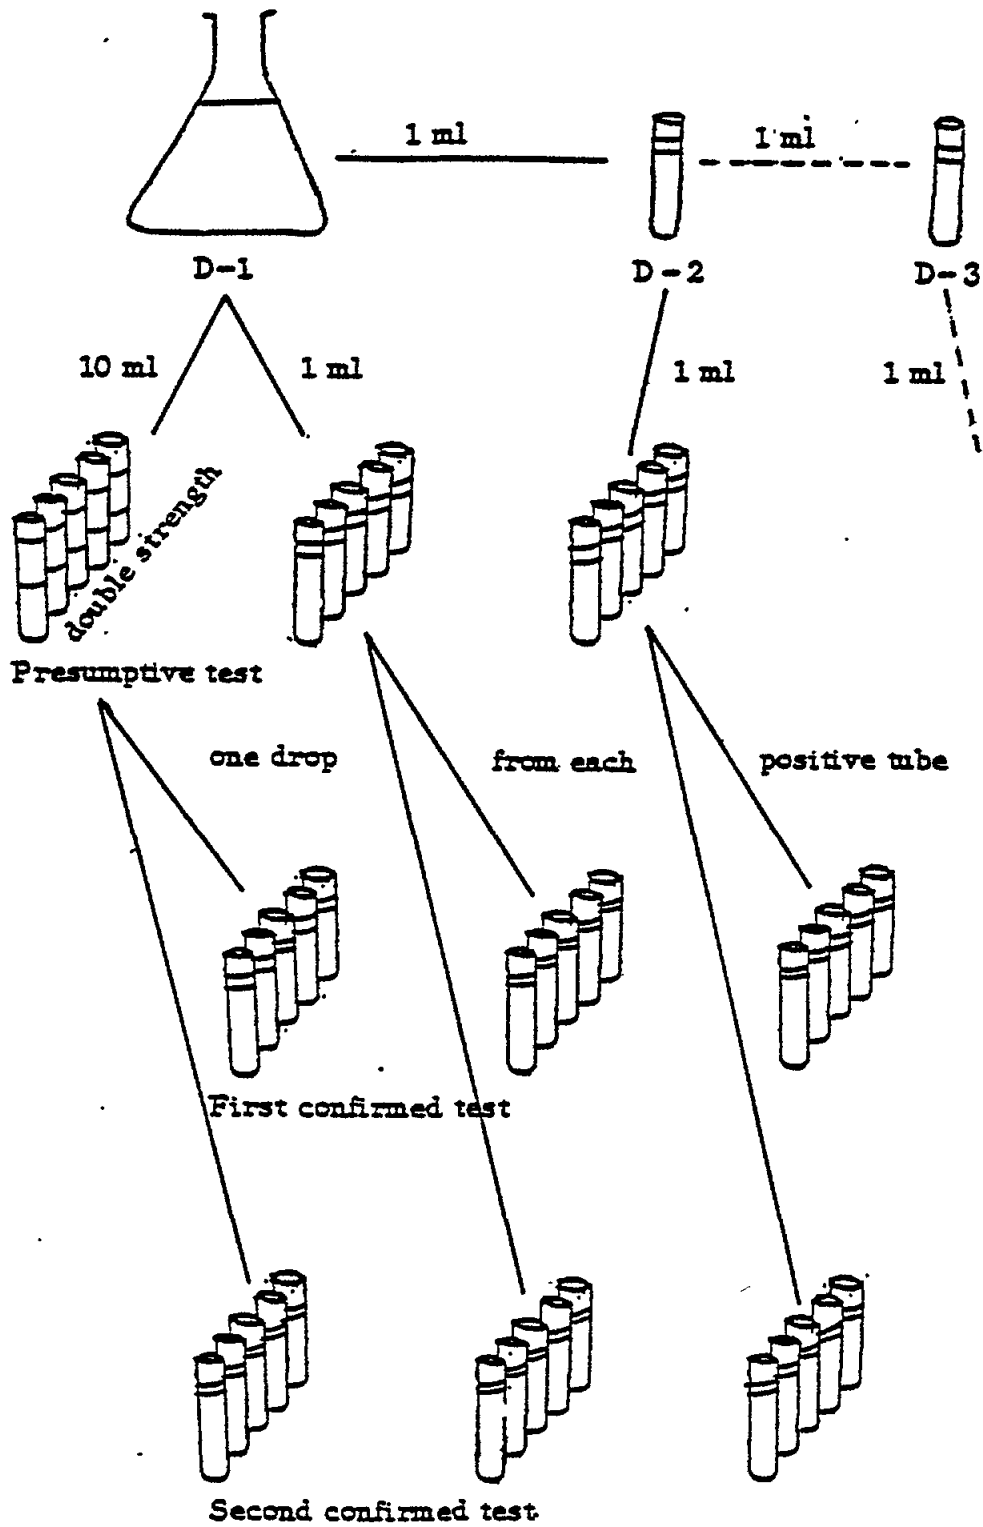 1 ml
1 ml
D-1
D-2
D-3
10 ml
1 ml
1 ml
1 ml
double strength
Presumptive test
one drop from each positive tube
First confirmed test
Second confirmed test